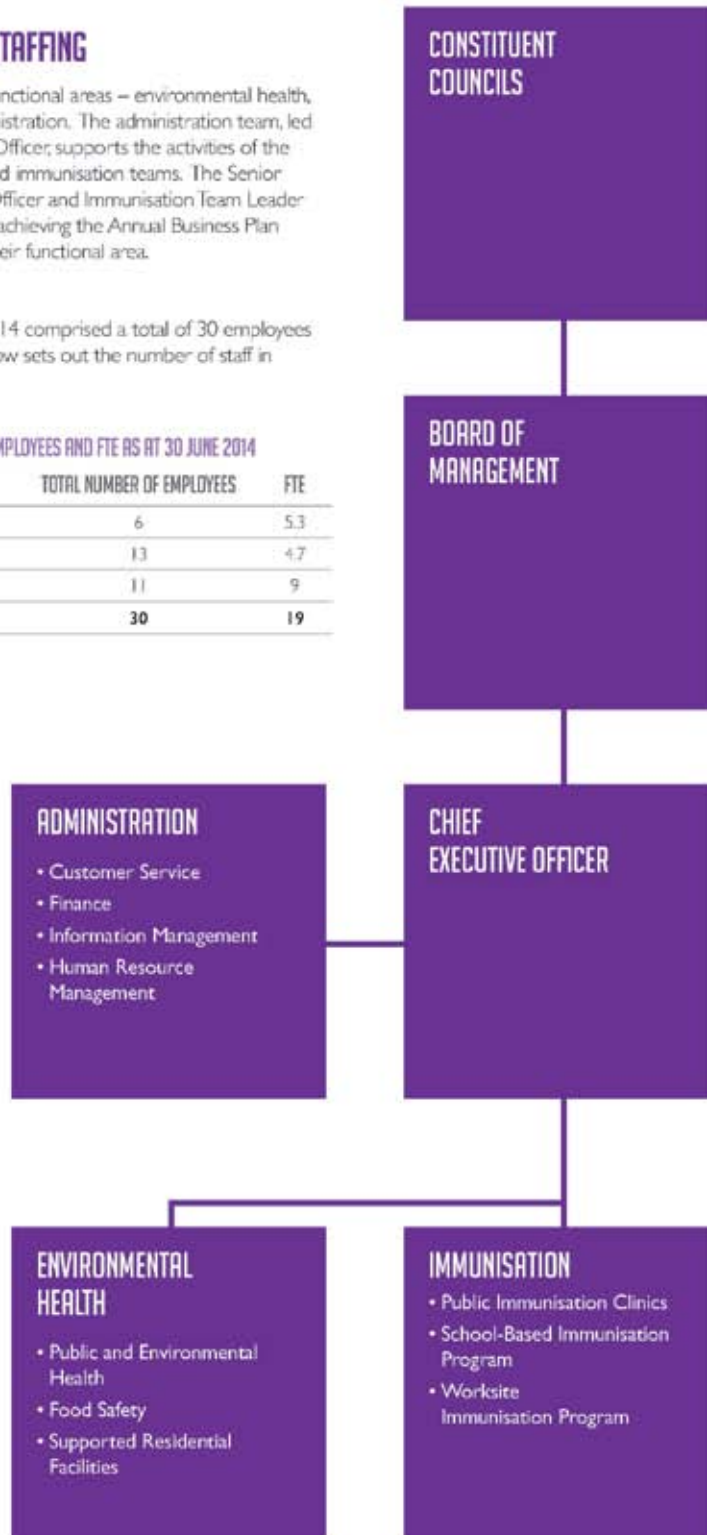 TAFFING
nctional areas – environmental health,
istration. The administration team, led
Officer, supports the activities of the
d immunisation teams. The Senior
fficer and Immunisation Team Leader
achieving the Annual Business Plan
eir functional area.
14 comprised a total of 30 employees
ow sets out the number of staff in
MPLOYEES AND FTE AS AT 30 JUNE 2014
TOTAL NUMBER OF EMPLOYEES FTE
6 5.3
13 4.7
11 9
30 19
CONSTITUENT
COUNCILS
BOARD OF
MANAGEMENT
ADMINISTRATION
• Customer Service
• Finance
• Information Management
• Human Resource
Management
CHIEF
EXECUTIVE OFFICER
ENVIRONMENTAL
HEALTH
• Public and Environmental
Health
• Food Safety
• Supported Residential
Facilities
IMMUNISATION
• Public Immunisation Clinics
• School-Based Immunisation
Program
• Worksite
Immunisation Program